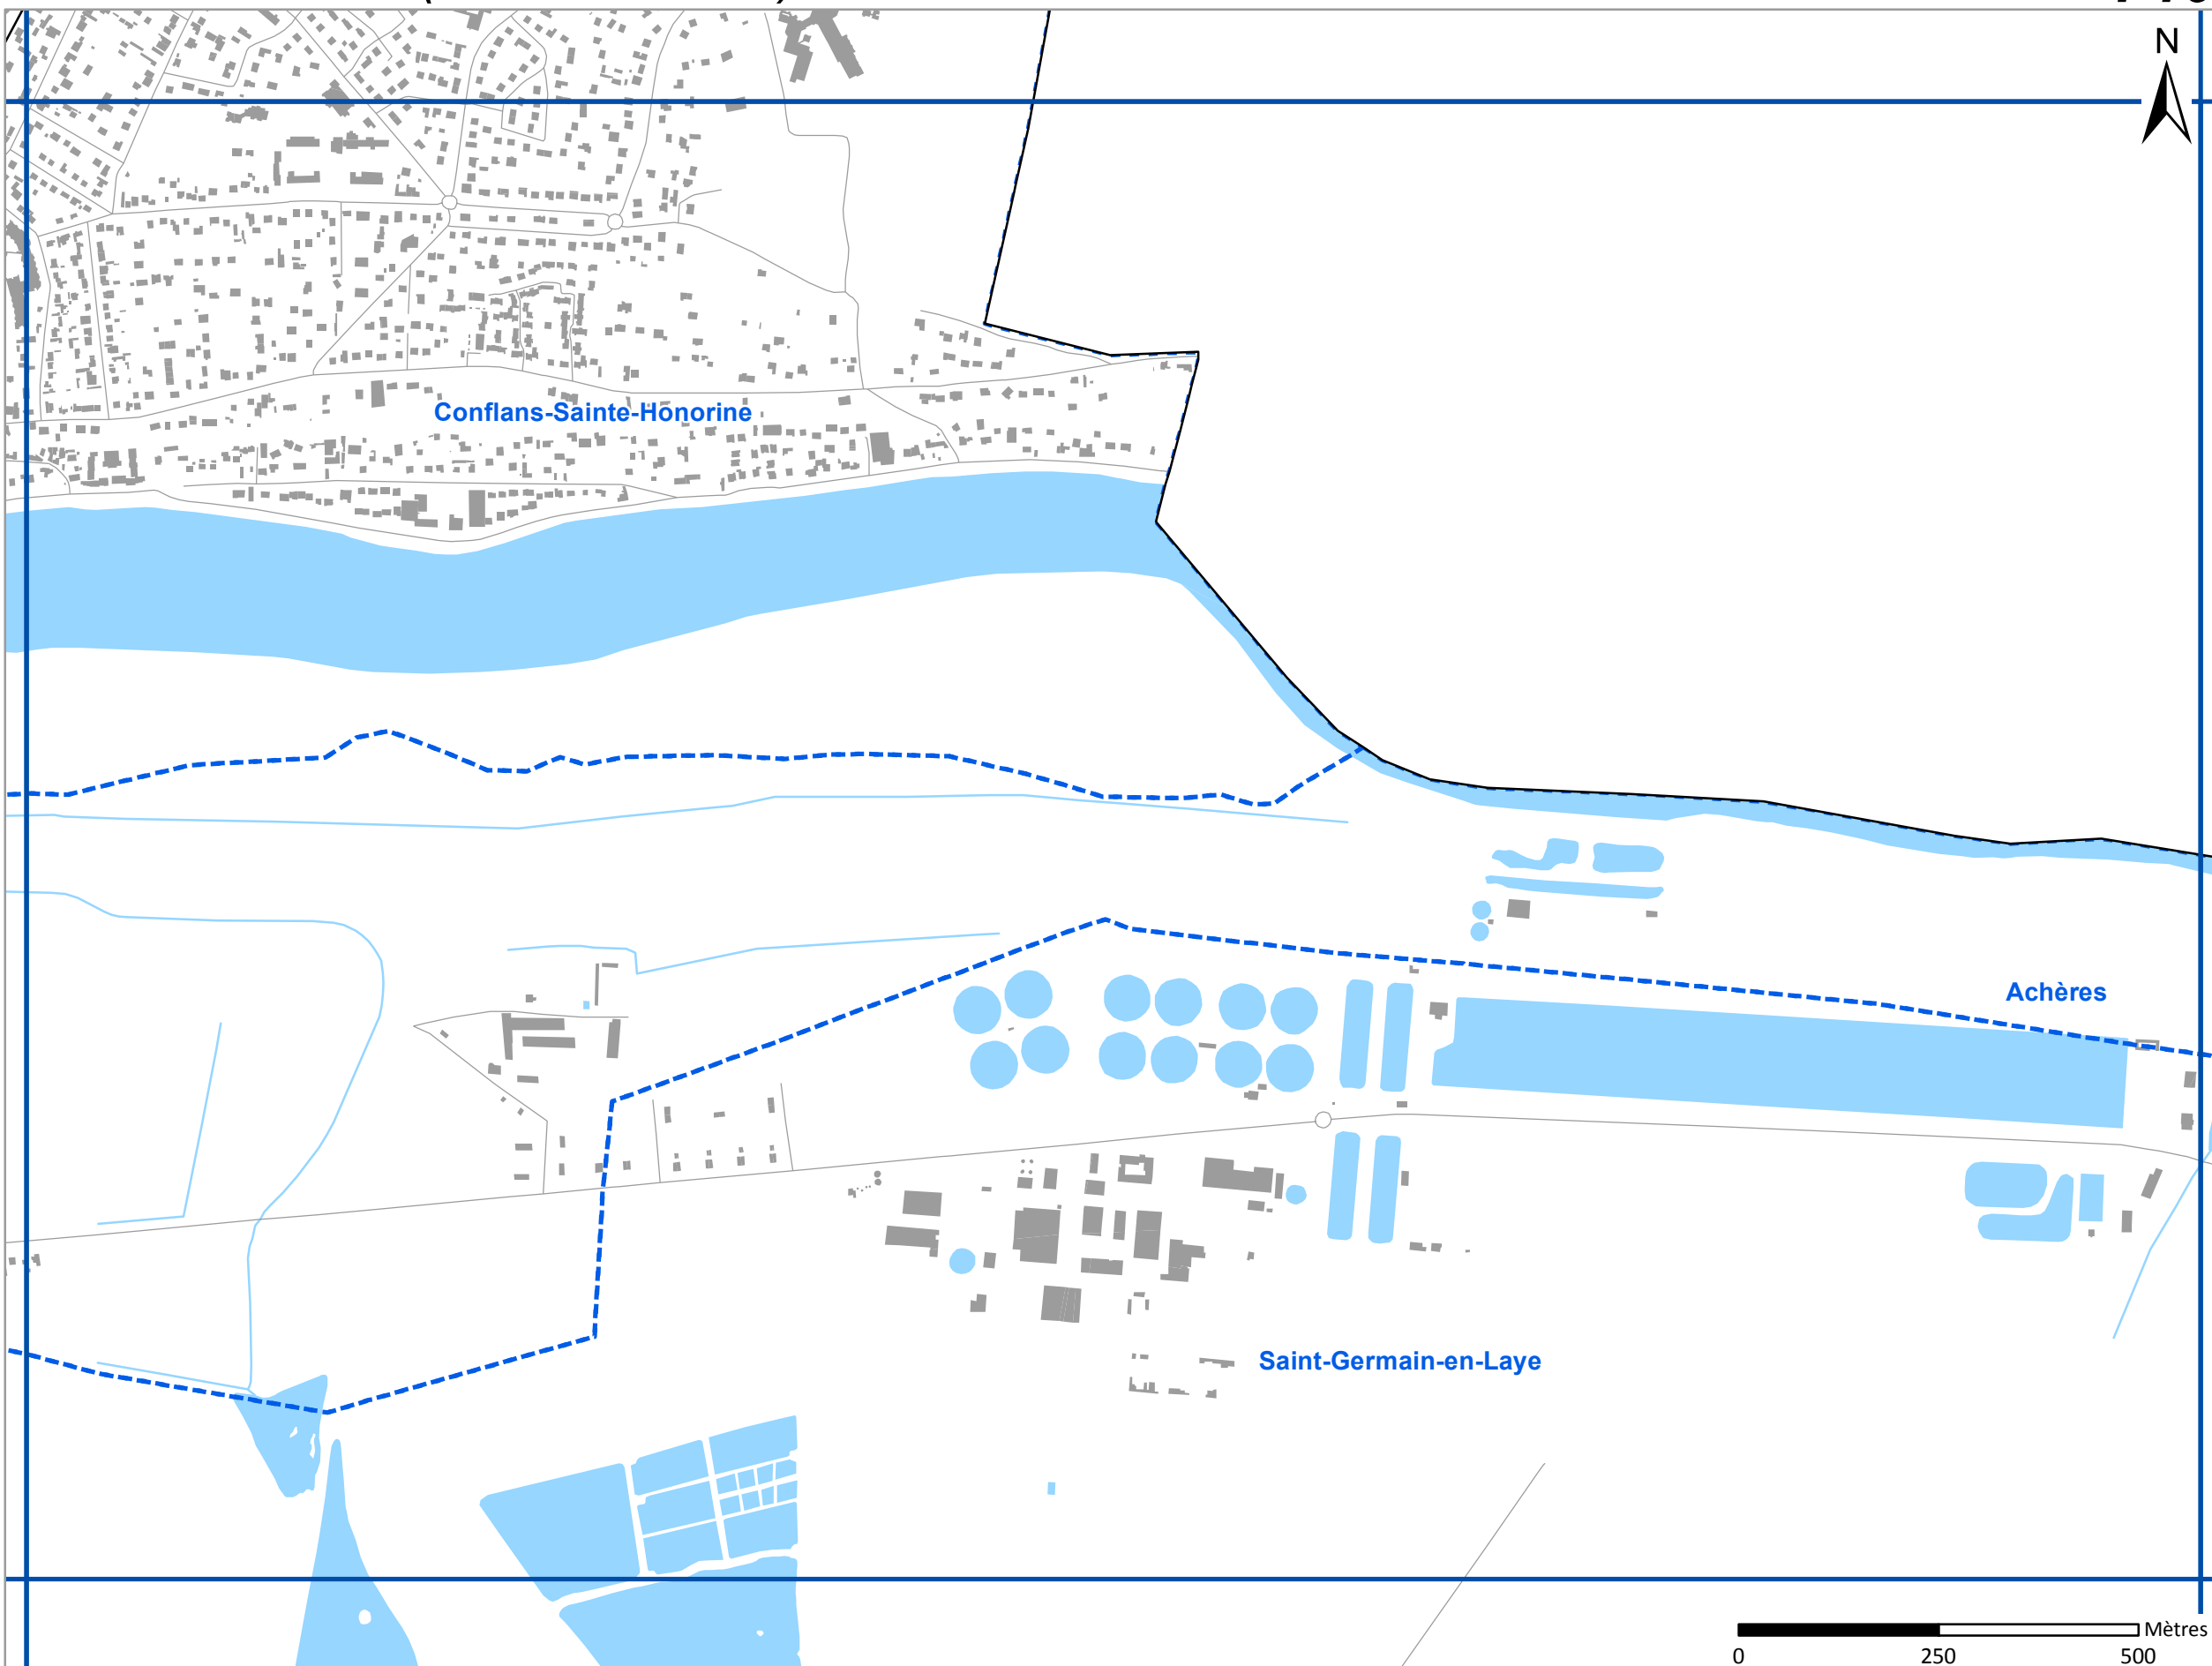 N
Conflans-Sainte-Honorine
Achères
Saint-Germain-en-Laye
Mètres
0 250 500